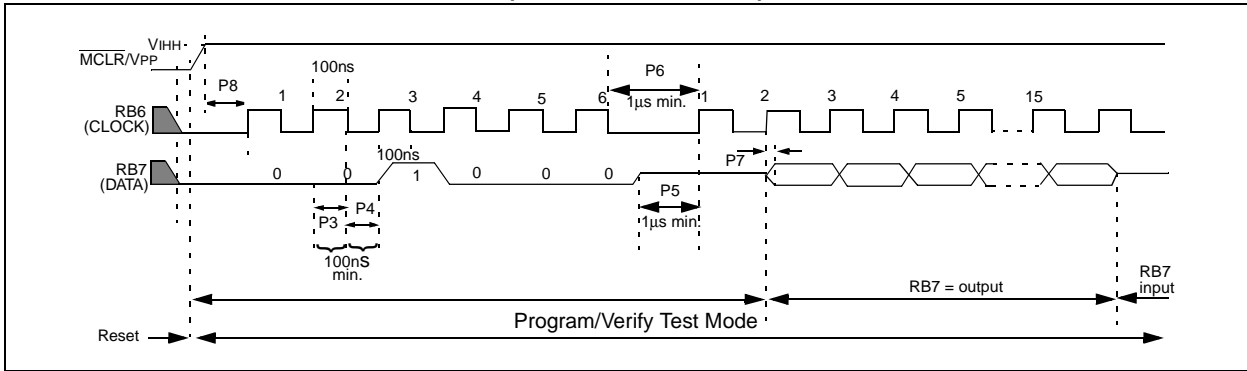 VIHH
MCLR/VPP
P8
100ns
P6
1µs min.
RB6
(CLOCK)
1 2 3 4 5 6 1 2 3 4 5 15
RB7
(DATA)
0 0 1 0 0 0
100ns
P7
P3 P4
P5
1µs min.
100ns
min.
RB7 = output
RB7
input
Program/Verify Test Mode
Reset